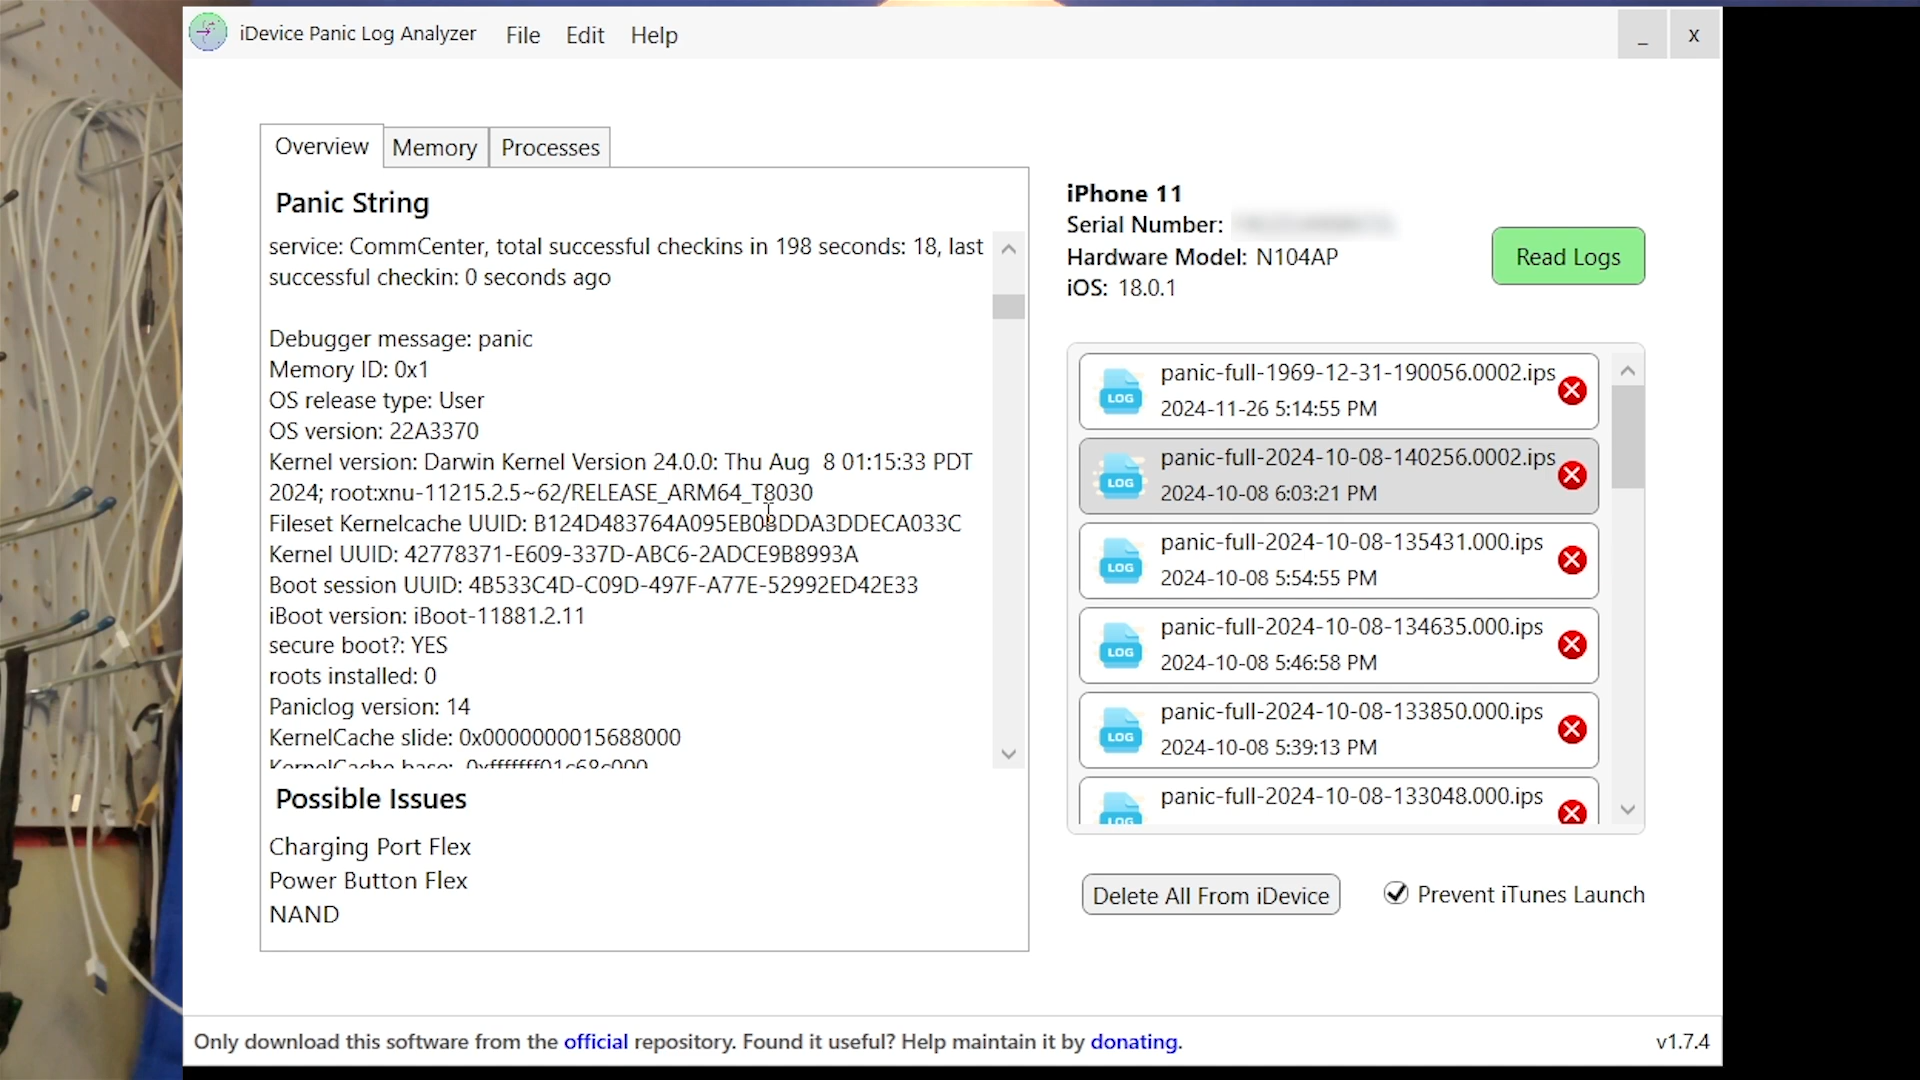 iDevice Panic Log Analyzer File Edit Help _ x
Overview Memory Processes
Panic String
service: CommCenter, total successful checkins in 198 seconds: 18, last
successful checkin: 0 seconds ago
Debugger message: panic
Memory ID: 0x1
OS release type: User
OS version: 22A3370
Kernel version: Darwin Kernel Version 24.0.0: Thu Aug  8 01:15:33 PDT
2024; root:xnu-11215.2.5~62/RELEASE_ARM64_T8030
Fileset Kernelcache UUID: B124D483764A095EB0BDDA3DDECA033C
Kernel UUID: 42778371-E609-337D-ABC6-2ADCE9B8993A
Boot session UUID: 4B533C4D-C09D-497F-A77E-52992ED42E33
iBoot version: iBoot-11881.2.11
secure boot?: YES
roots installed: 0
Paniclog version: 14
KernelCache slide: 0x0000000015688000
KernelCache base:  0xfffffff01c68c000
Possible Issues
Charging Port Flex
Power Button Flex
NAND
iPhone 11
Serial Number:
Hardware Model: N104AP
iOS: 18.0.1
Read Logs
LOG
panic-full-1969-12-31-190056.0002.ips
2024-11-26 5:14:55 PM
LOG
panic-full-2024-10-08-140256.0002.ips
2024-10-08 6:03:21 PM
LOG
panic-full-2024-10-08-135431.000.ips
2024-10-08 5:54:55 PM
LOG
panic-full-2024-10-08-134635.000.ips
2024-10-08 5:46:58 PM
LOG
panic-full-2024-10-08-133850.000.ips
2024-10-08 5:39:13 PM
LOG
panic-full-2024-10-08-133048.000.ips
Delete All From iDevice
Prevent iTunes Launch
Only download this software from the official repository. Found it useful? Help maintain it by donating.
v1.7.4